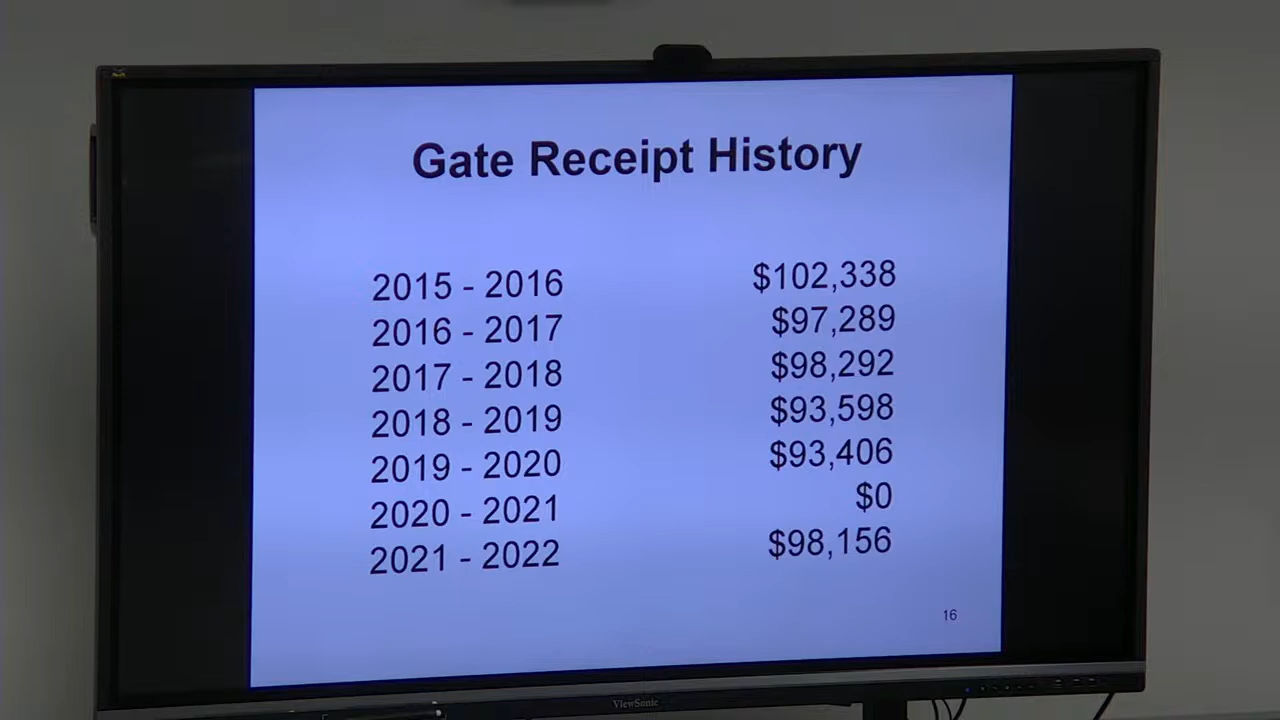 Gate Receipt History
2015 - 2016 $102,338
2016 - 2017 $97,289
2017 - 2018 $98,292
2018 - 2019 $93,598
2019 - 2020 $93,406
2020 - 2021 $0
2021 - 2022 $98,156
16
ViewSonic